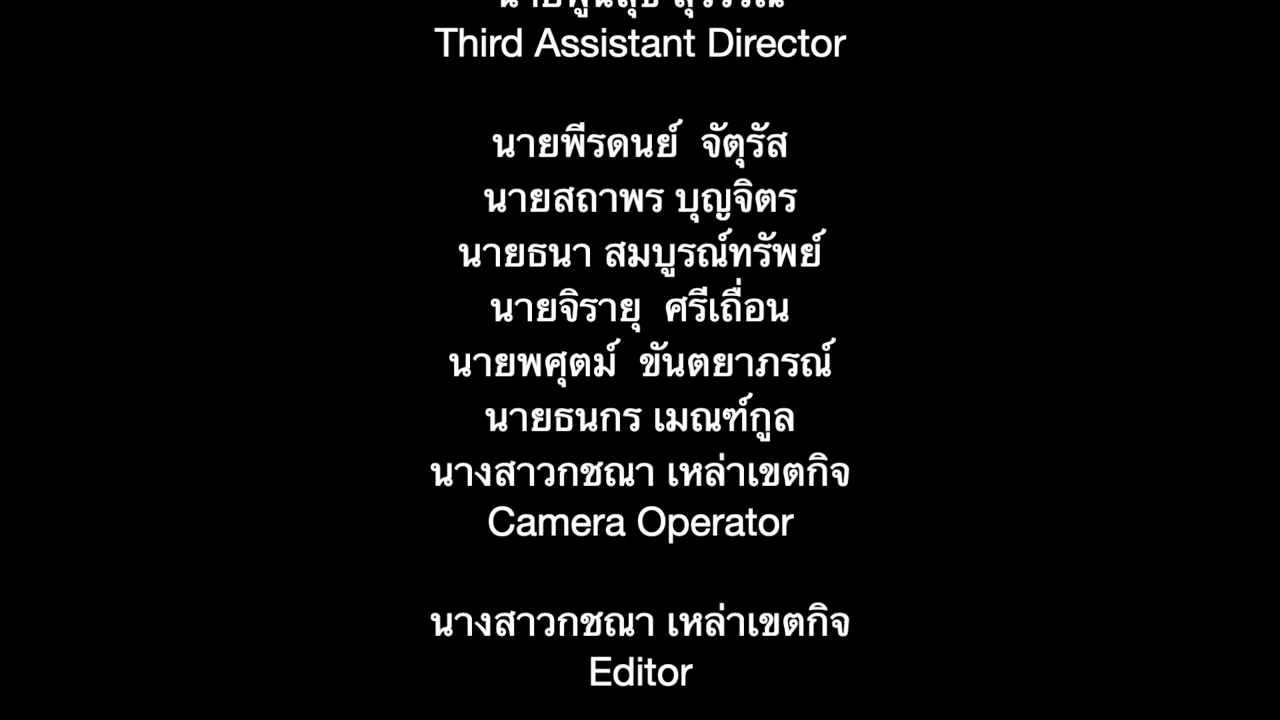 Third Assistant Director
นายพีรดนย์  จัตุรัส
นายสถาพร บุญจิตร
นายธนา สมบูรณ์ทรัพย์
นายจิรายุ  ศรีเถื่อน
นายพศุตม์  ขันตยาภรณ์
นายธนกร เมณฑ์กูล
นางสาวกชณา เหล่าเขตกิจ
Camera Operator
นางสาวกชณา เหล่าเขตกิจ
Editor